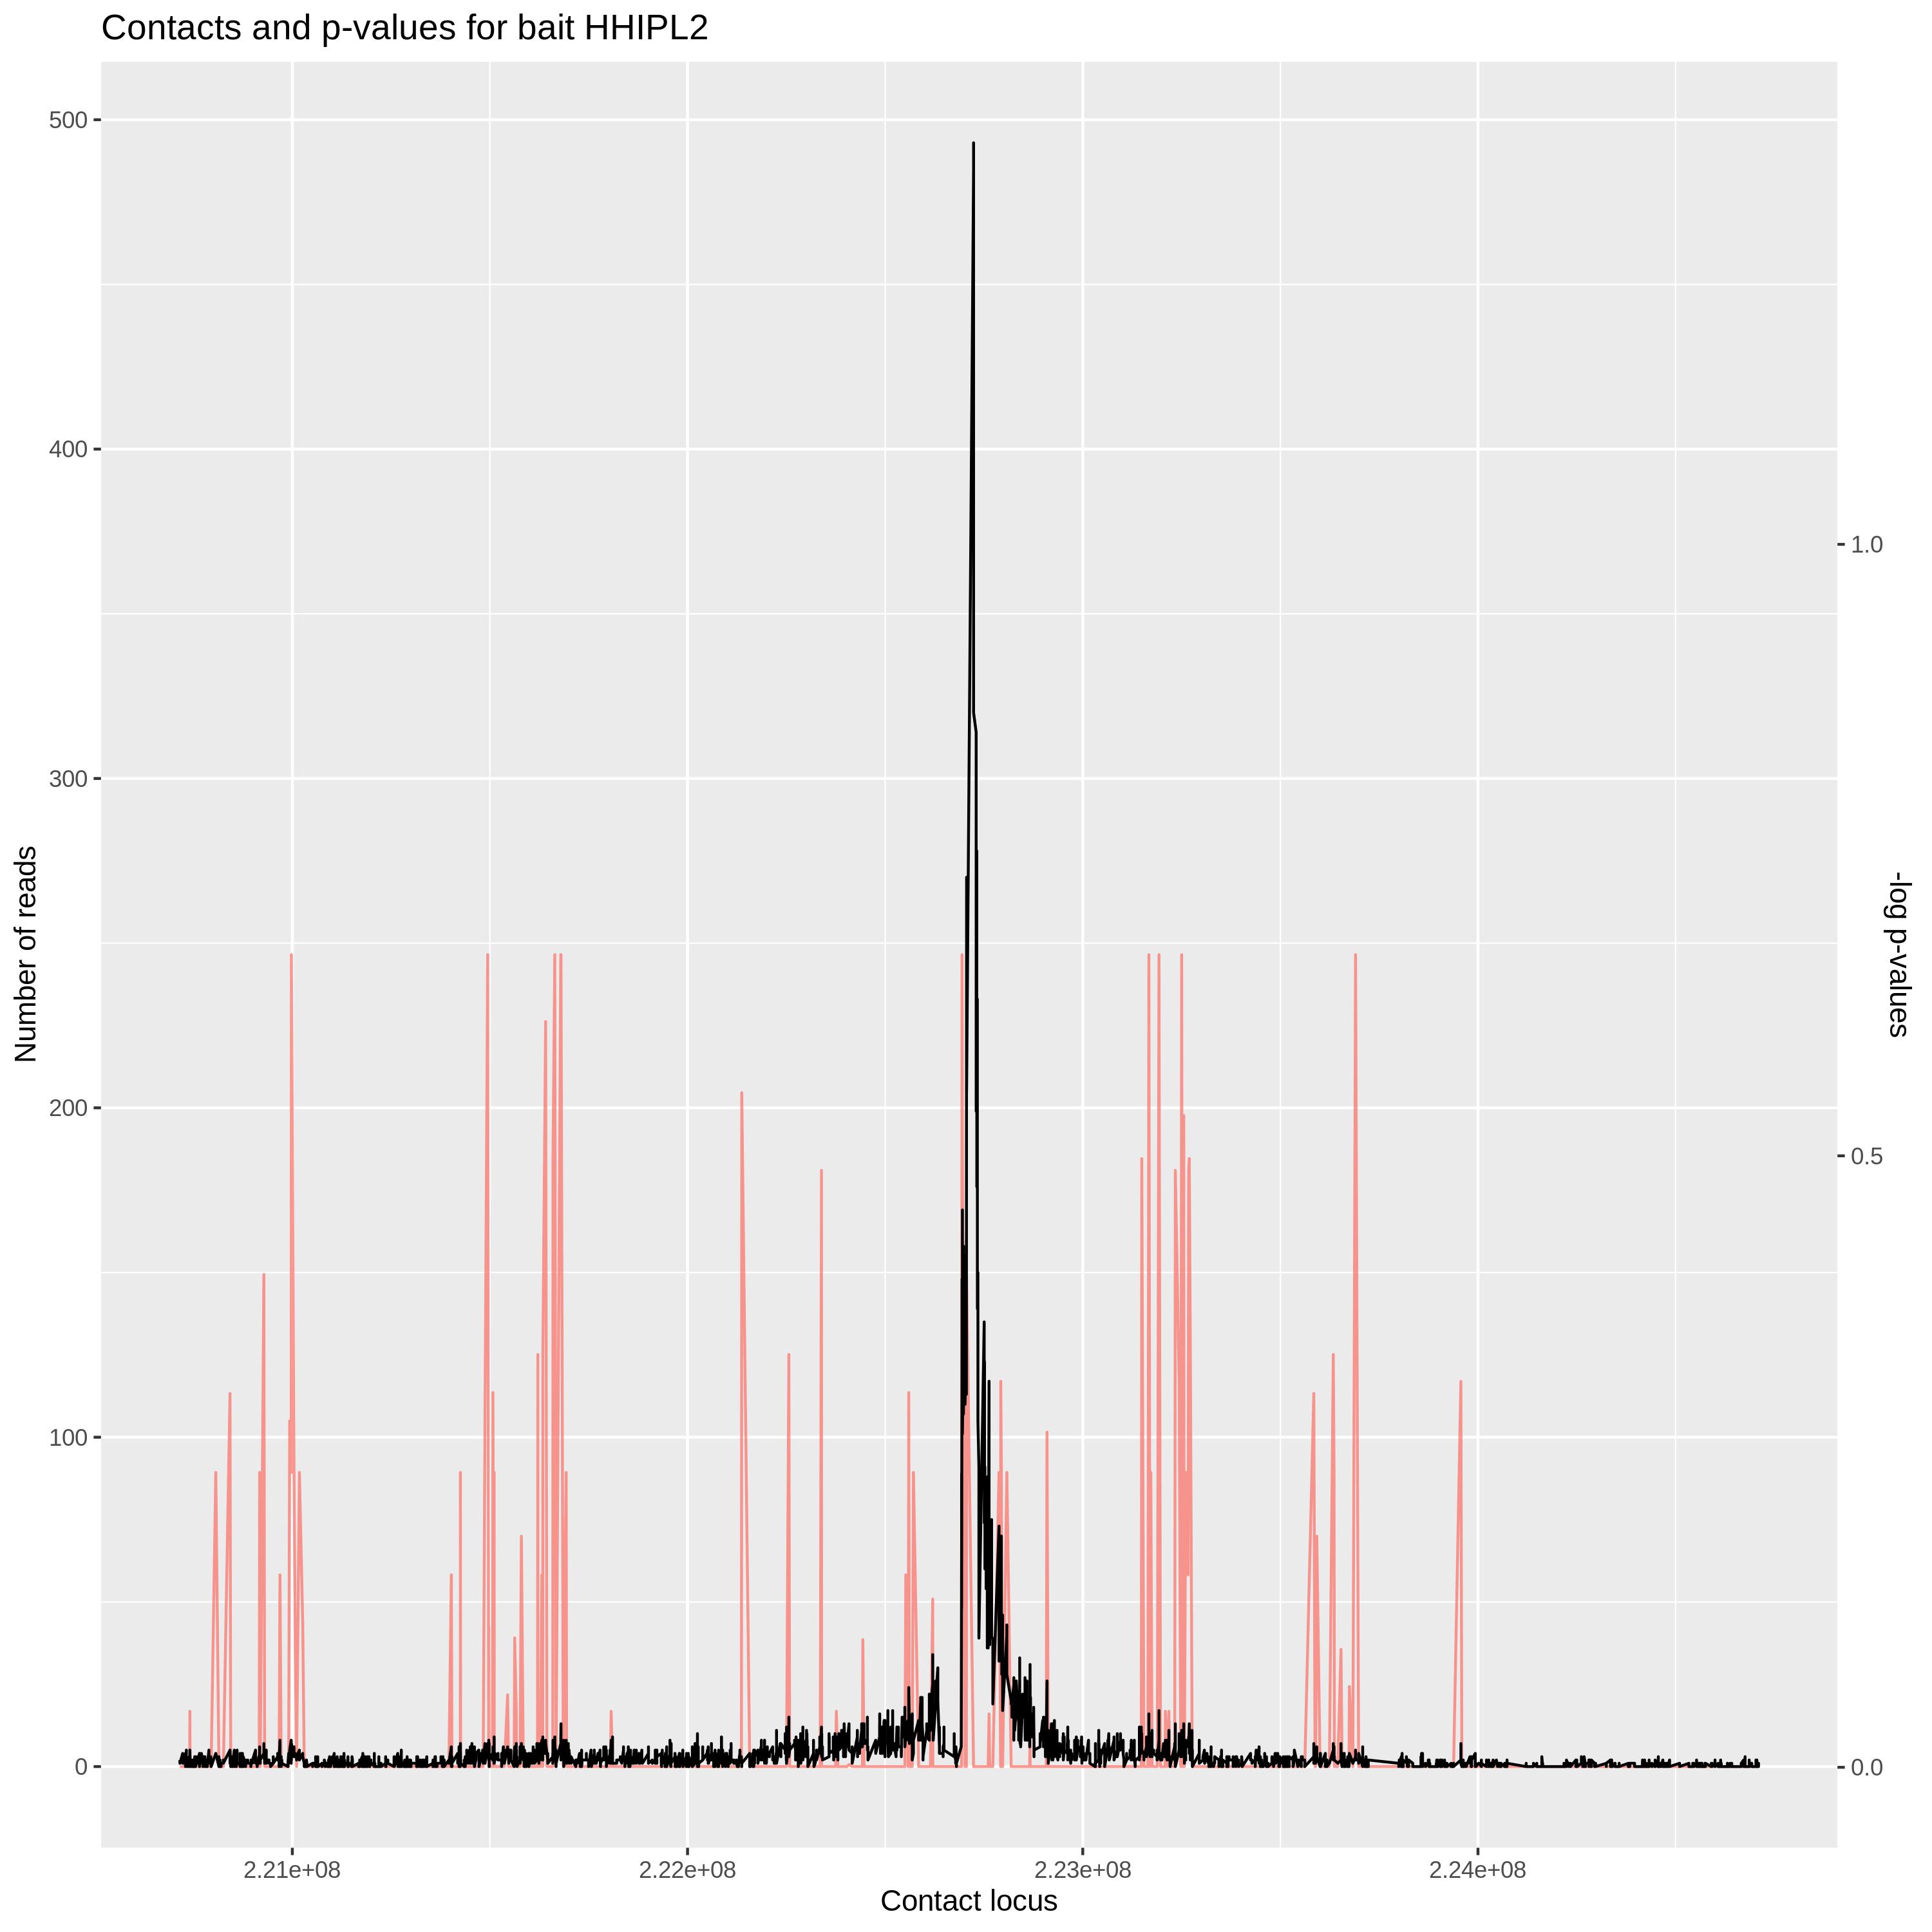 Contacts and p-values for bait HHIPL2
500
400
300
200
100
0
Number of reads
1.0
0.5
0.0
-log p-values
2.21e+08
2.22e+08
2.23e+08
2.24e+08
Contact locus